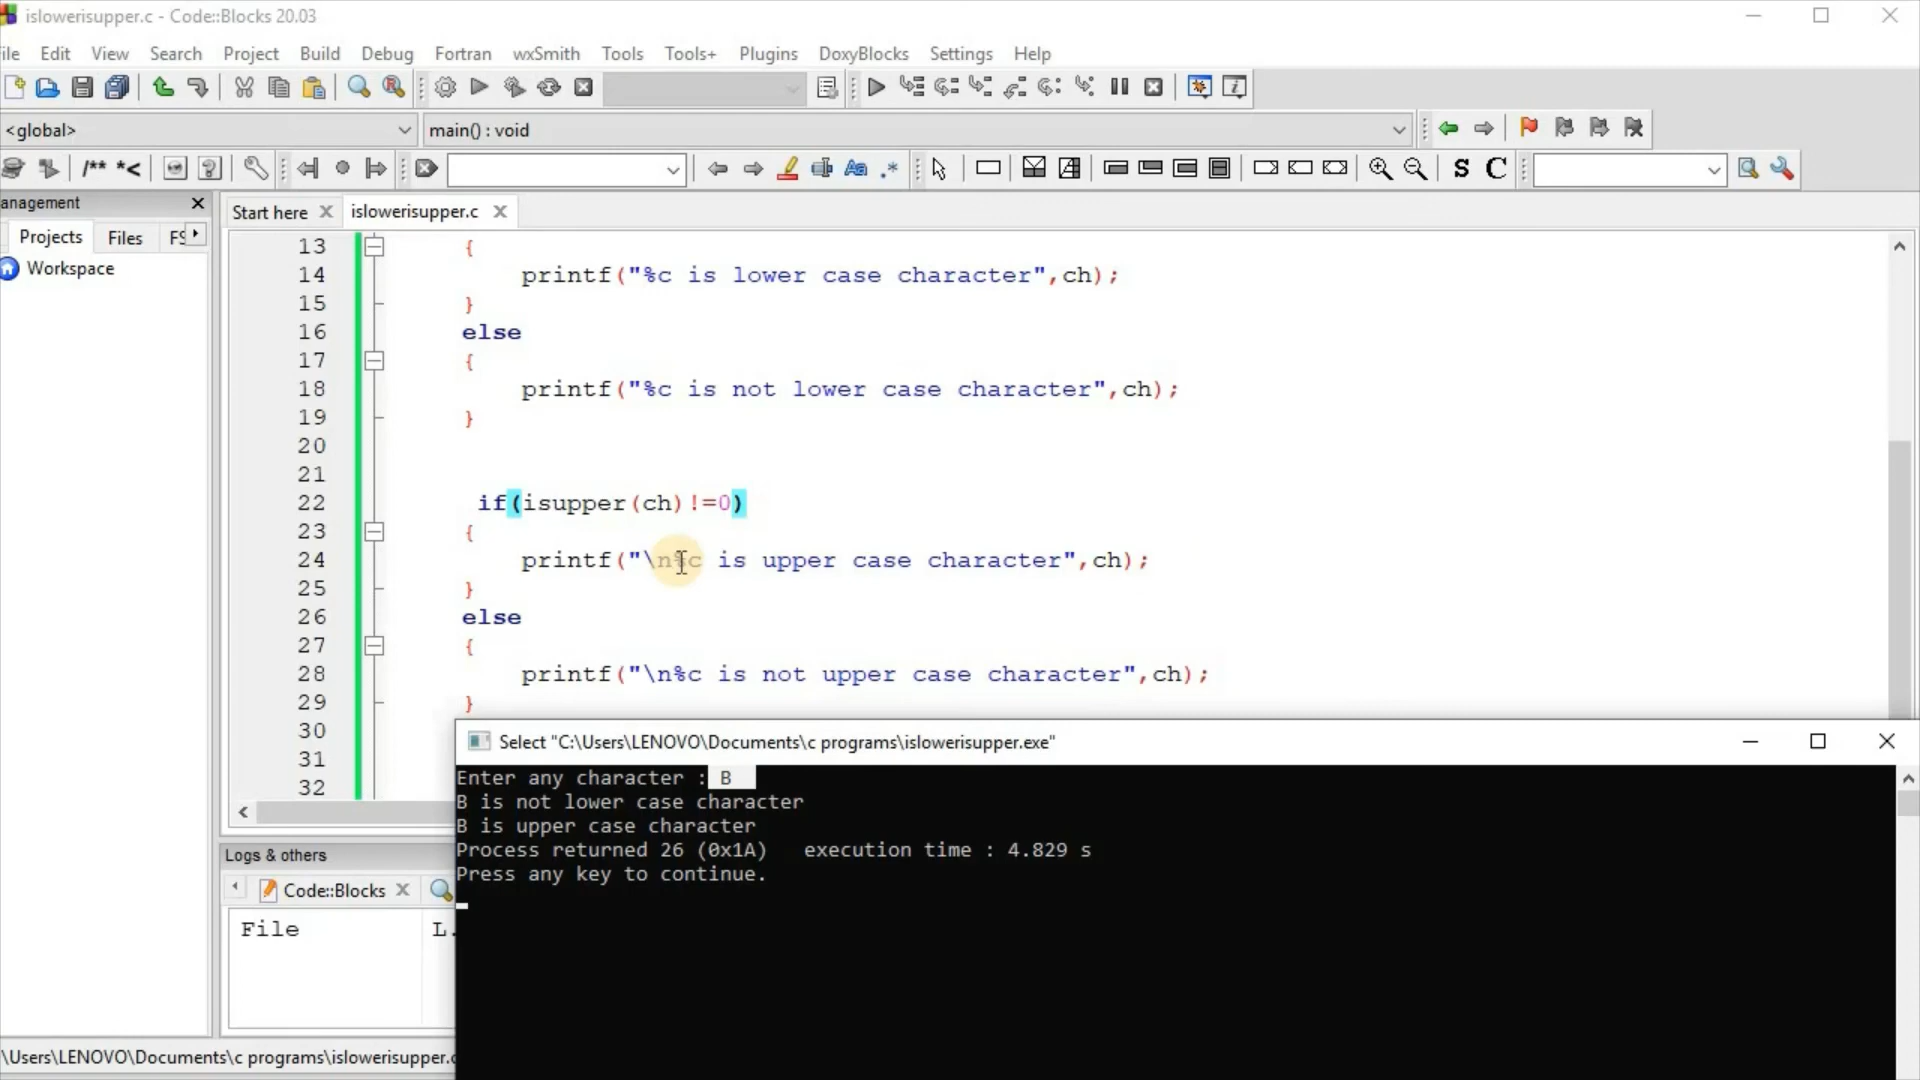 islowerisupper.c - Code::Blocks 20.03
ile Edit View Search Project Build Debug Fortran wxSmith Tools Tools+ Plugins DoxyBlocks Settings Help
<global> main() : void
/** *< Aa .* S C
anagement
Start here islowerisupper.c
Projects Files FS
Workspace
13 {
14 printf("%c is lower case character",ch);
15 }
16 else
17 {
18 printf("%c is not lower case character",ch);
19 }
20
21
22 if(isupper(ch)!=0)
23 {
24 printf("\n%c is upper case character",ch);
25 }
26 else
27 {
28 printf("\n%c is not upper case character",ch);
29 }
30
31
32
Logs & others
Code::Blocks
File L.
\Users\LENOVO\Documents\c programs\islowerisupper.c
Select "C:\Users\LENOVO\Documents\c programs\islowerisupper.exe"
Enter any character : B
B is not lower case character
B is upper case character
Process returned 26 (0x1A) execution time : 4.829 s
Press any key to continue.